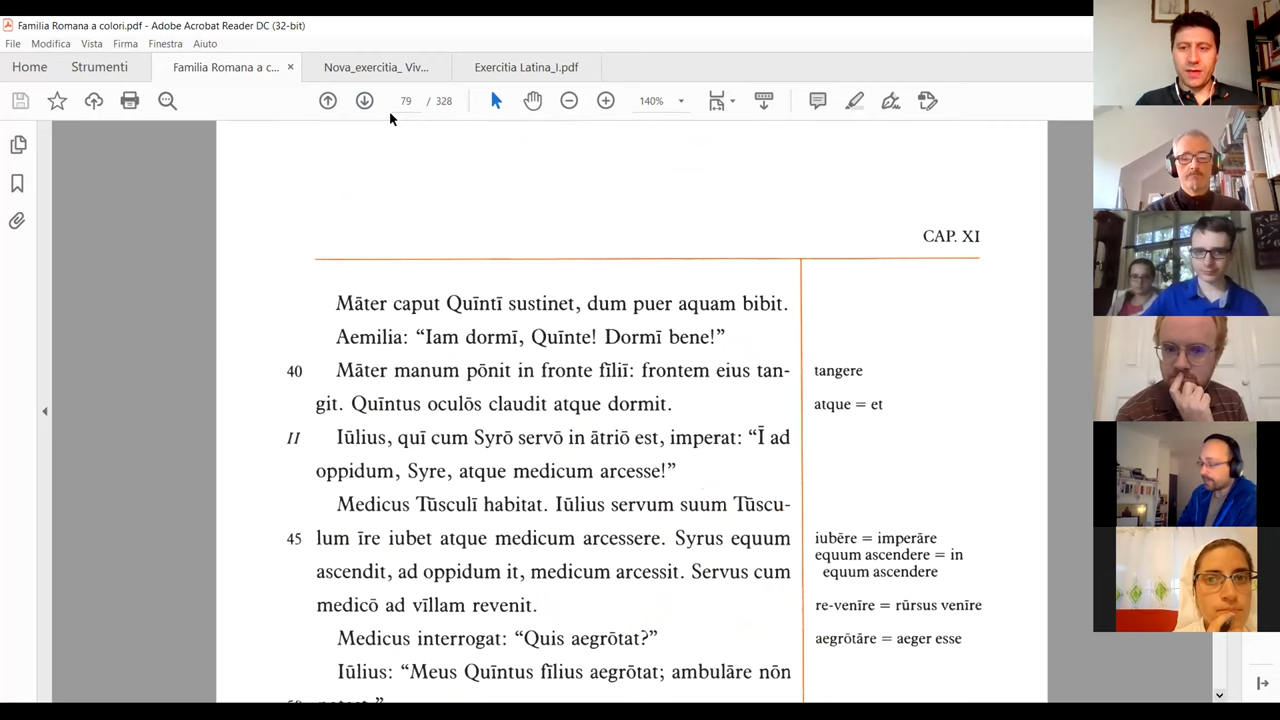 Familia Romana a colori.pdf - Adobe Acrobat Reader DC (32-bit)
File Modifica Vista Firma Finestra Aiuto
Home Strumenti Familia Romana a c... × Nova_exercitia_ Viv... Exercitia Latina_I.pdf
79 / 328 140%
CAP. XI
Māter caput Quīntī sustinet, dum puer aquam bibit.
Aemilia: “Iam dormī, Quīnte! Dormī bene!”
40 Māter manum pōnit in fronte fīliī: frontem eius tan- tangere
git. Quīntus oculōs claudit atque dormit. atque = et
II Iūlius, quī cum Syrō servō in ātriō est, imperat: “Ī ad
oppidum, Syre, atque medicum arcesse!”
Medicus Tūsculī habitat. Iūlius servum suum Tūscu-
45 lum īre iubet atque medicum arcessere. Syrus equum iubēre = imperāre
equum ascendere = in
ascendit, ad oppidum it, medicum arcessit. Servus cum equum ascendere
medicō ad vīllam revenit. re-venīre = rūrsus venīre
Medicus interrogat: “Quis aegrōtat?” aegrōtāre = aeger esse
Iūlius: “Meus Quīntus fīlius aegrōtat; ambulāre nōn